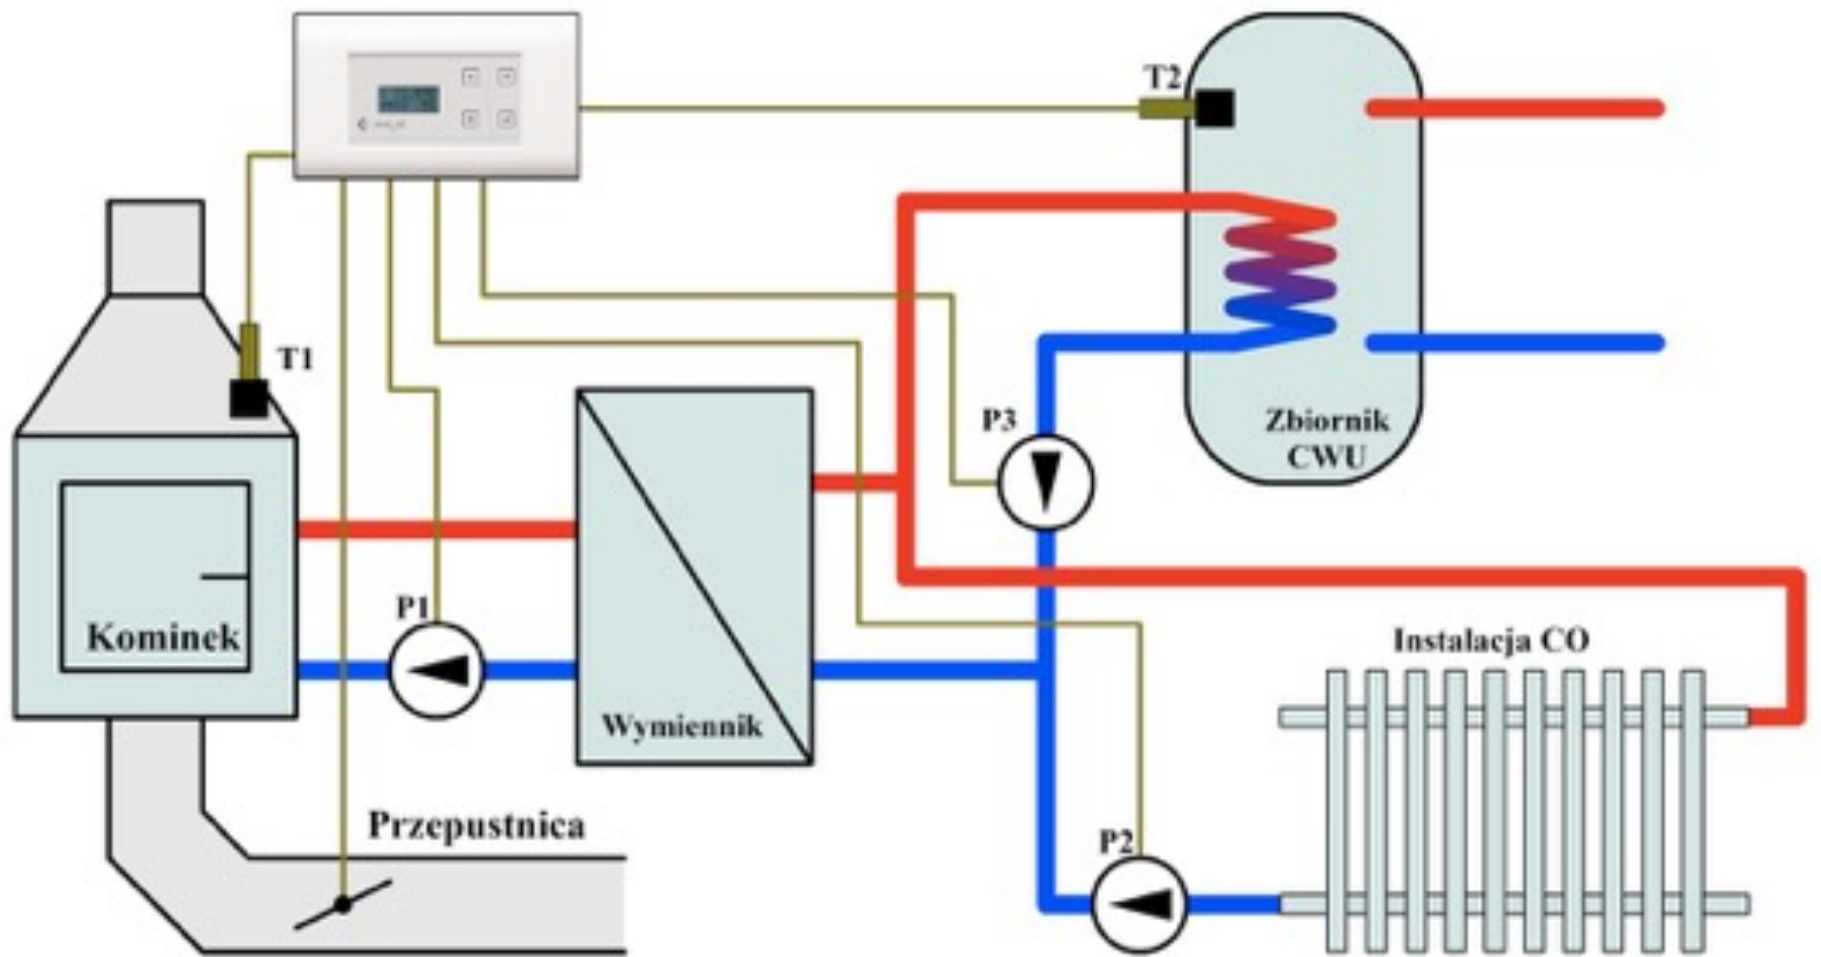 T2
T1
P3
Zbiornik
CWU
P1
Kominek
Instalacja CO
Wymiennik
Przepustnica
P2